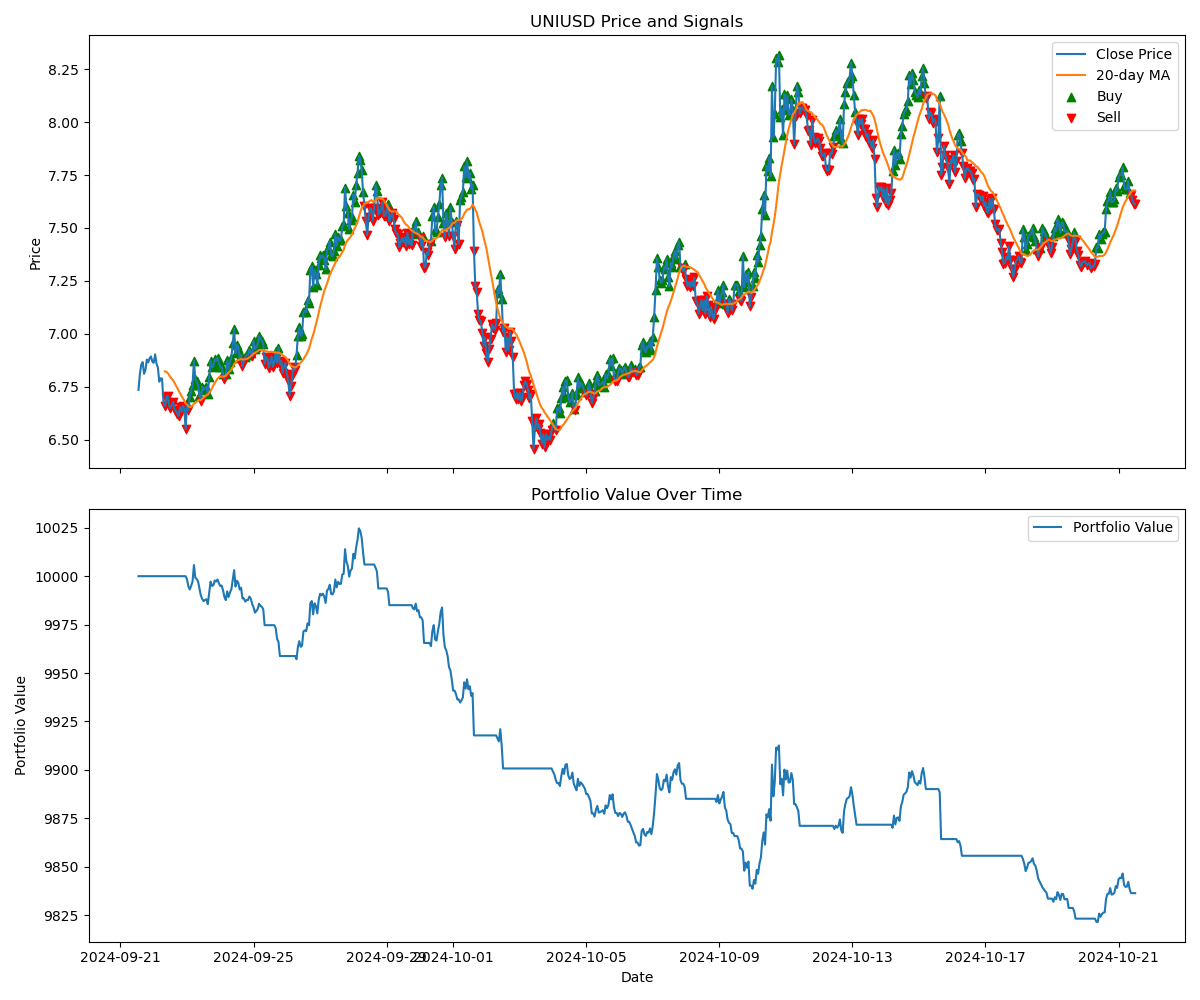 UNIUSD Price and Signals
Close Price
20-day MA
Buy
Sell
8.25
8.00
7.75
7.50
7.25
7.00
6.75
6.50
Price
Portfolio Value Over Time
Portfolio Value
10025
10000
9975
9950
9925
9900
9875
9850
9825
Portfolio Value
2024-09-21 2024-09-25 2024-09-29 2024-10-01 2024-10-05 2024-10-09 2024-10-13 2024-10-17 2024-10-21
Date